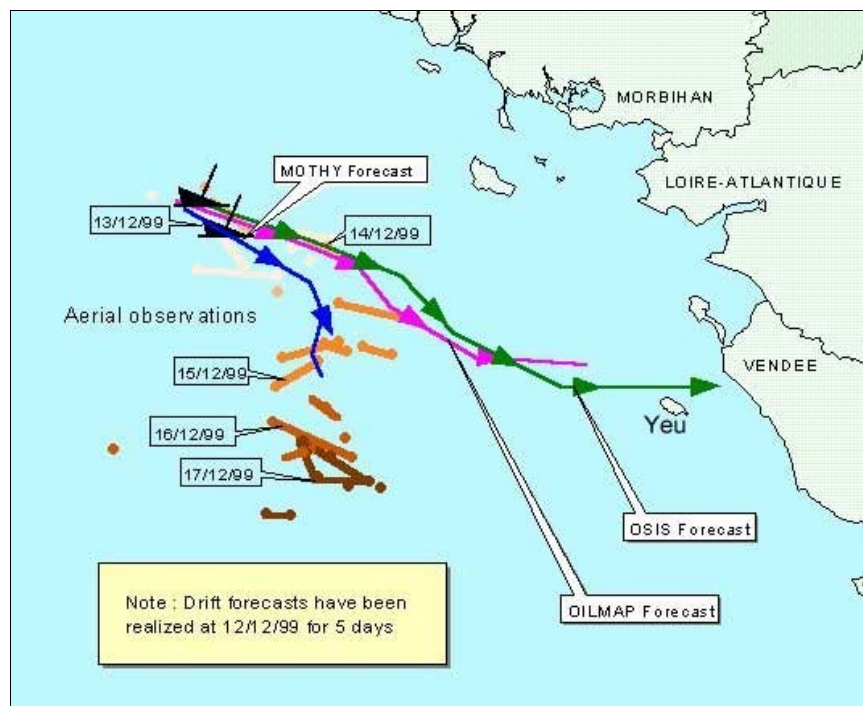 MORBIHAN
MOTHY Forecast
LOIRE-ATLANTIQUE
13/12/99
14/12/99
Aerial observations
VENDEE
15/12/99
Yeu
16/12/99
17/12/99
OSIS Forecast
OILMAP Forecast
Note : Drift forecasts have been
realized at 12/12/99 for 5 days